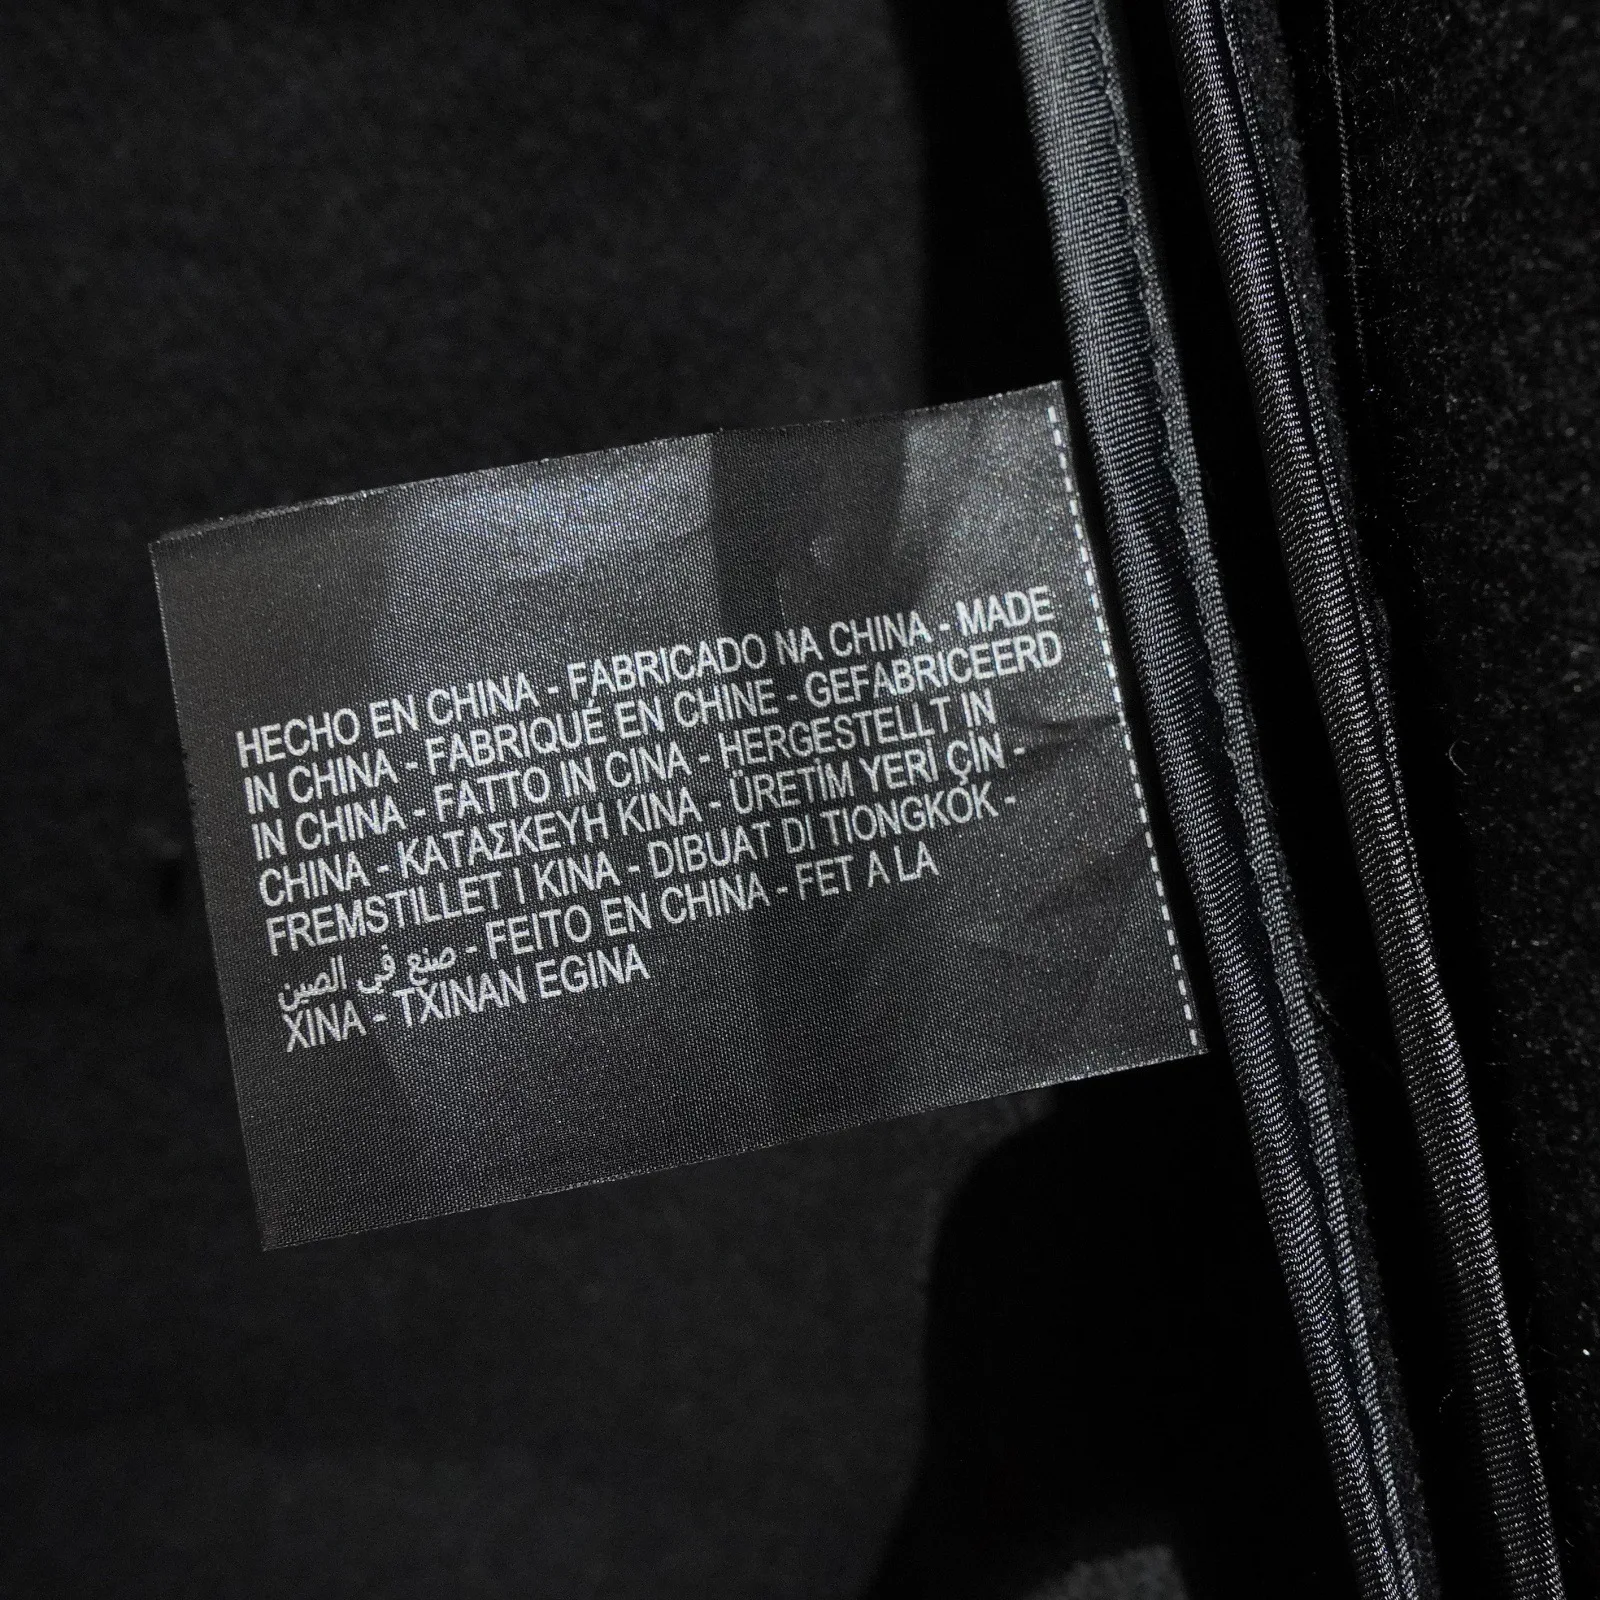 HECHO EN CHINA - FABRICADO NA CHINA - MADE
IN CHINA - FABRIQUÉ EN CHINE - GEFABRICEERD
IN CHINA - FATTO IN CINA - HERGESTELLT IN
CHINA - ΚΑΤΑΣΚΕΥΗ ΚΙΝΑ - ÜRETİM YERİ ÇİN -
FREMSTILLET I KINA - DIBUAT DI TIONGKOK -
صنع في الصين - FEITO EN CHINA - FET A LA
XINA - TXINAN EGINA